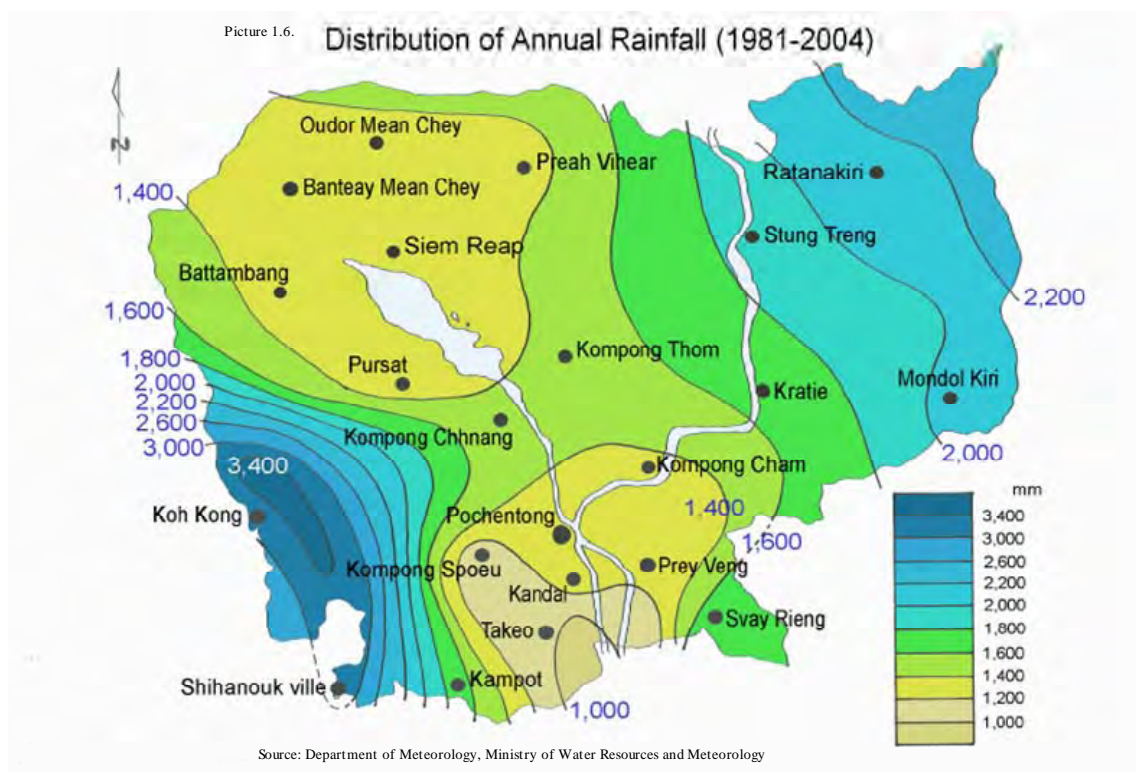 Picture 1.6.
Distribution of Annual Rainfall (1981-2004)
N
Oudor Mean Chey
Preah Vihear
Ratanakiri
1,400
Banteay Mean Chey
Stung Treng
Siem Reap
Battambang
2,200
1,600
1,800
2,000
2,200
2,600
3,000
3,400
Pursat
Kompong Thom
Kratie
Mondol Kiri
Kompong Chhnang
2,000
Kompong Cham
1,400
Koh Kong
Pochentong
1,600
Kompong Spoeu
Prey Veng
Kandal
Svay Rieng
Takeo
Shihanouk ville
Kampot
1,000
mm
3,400
3,000
2,600
2,200
2,000
1,800
1,600
1,400
1,200
1,000
Source: Department of Meteorology, Ministry of Water Resources and Meteorology